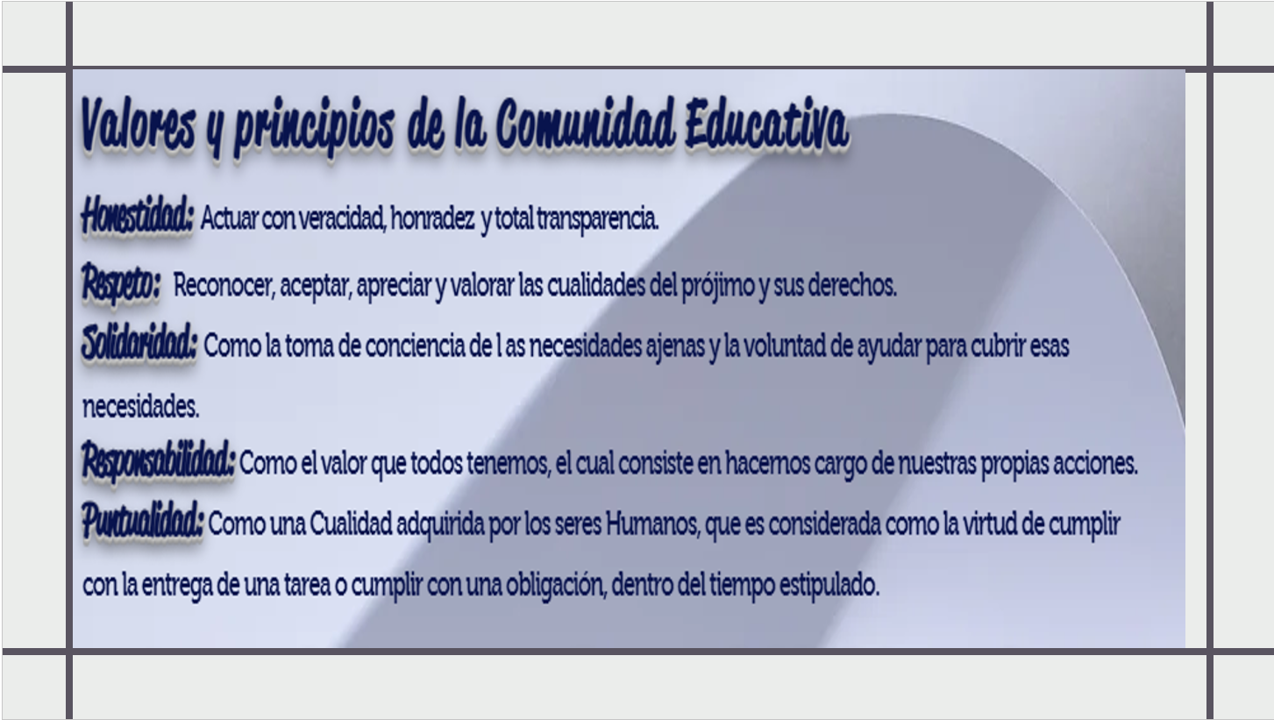 Valores y principios de la Comunidad Educativa
Honestidad: Actuar con veracidad, honradez y total transparencia.
Respeto: Reconocer, aceptar, apreciar y valorar las cualidades del prójimo y sus derechos.
Solidaridad: Como la toma de conciencia de l as necesidades ajenas y la voluntad de ayudar para cubrir esas
necesidades.
Responsabilidad: Como el valor que todos tenemos, el cual consiste en hacernos cargo de nuestras propias acciones.
Puntualidad: Como una Cualidad adquirida por los seres Humanos, que es considerada como la virtud de cumplir
con la entrega de una tarea o cumplir con una obligación, dentro del tiempo estipulado.